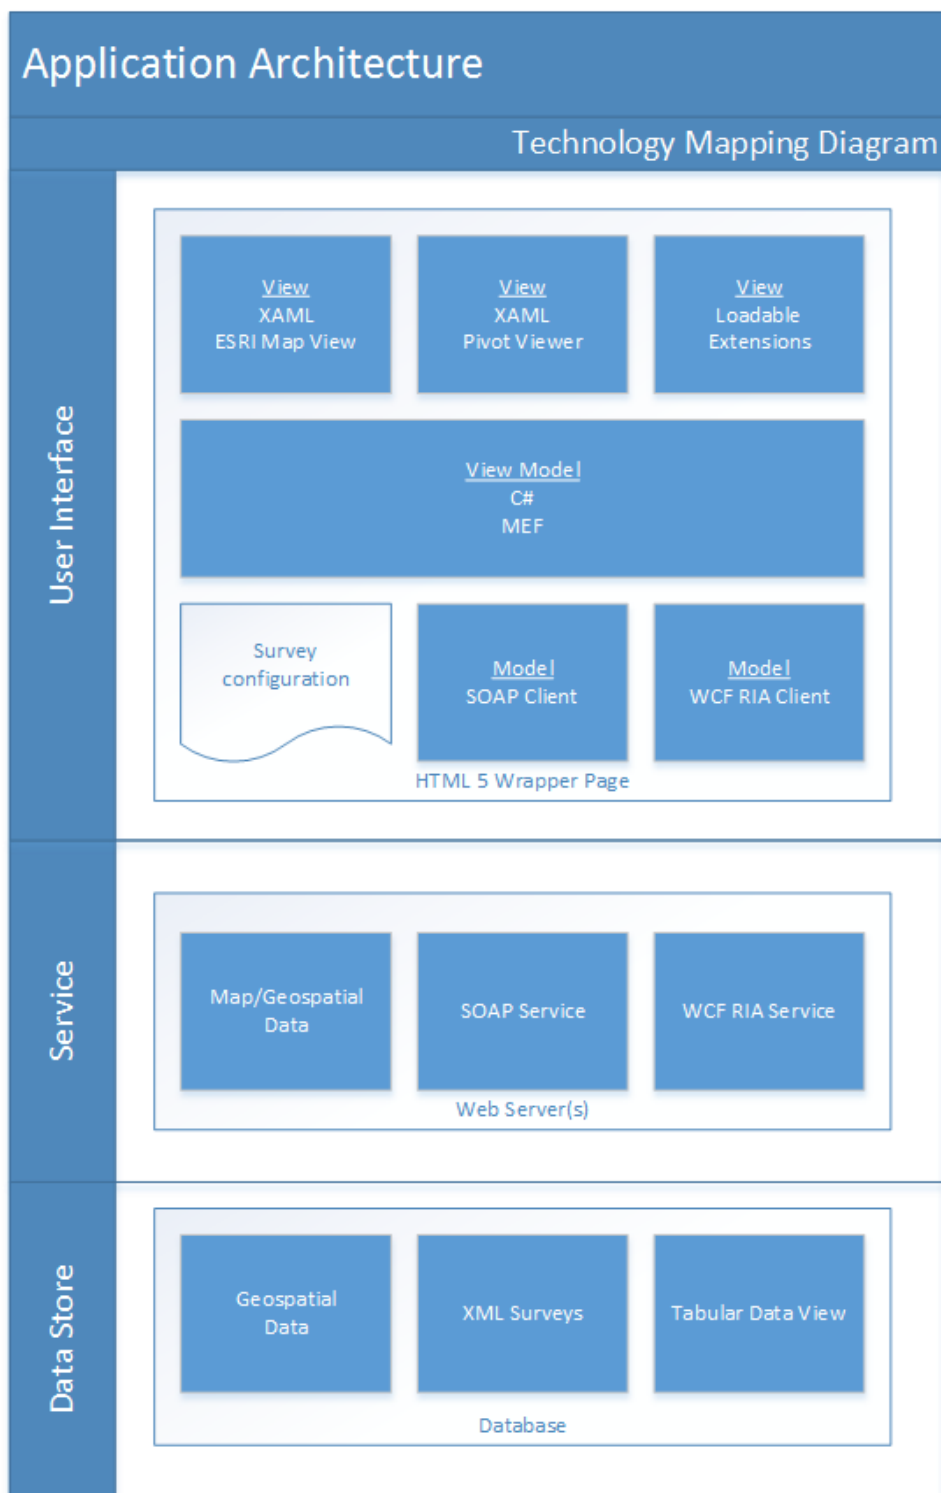 Application Architecture
Technology Mapping Diagram
User Interface
View
XAML
ESRI Map View
View
XAML
Pivot Viewer
View
Loadable
Extensions
View Model
C#
MEF
Survey
configuration
Model
SOAP Client
Model
WCF RIA Client
HTML 5 Wrapper Page
Service
Map/Geospatial
Data
SOAP Service
WCF RIA Service
Web Server(s)
Data Store
Geospatial
Data
XML Surveys
Tabular Data View
Database